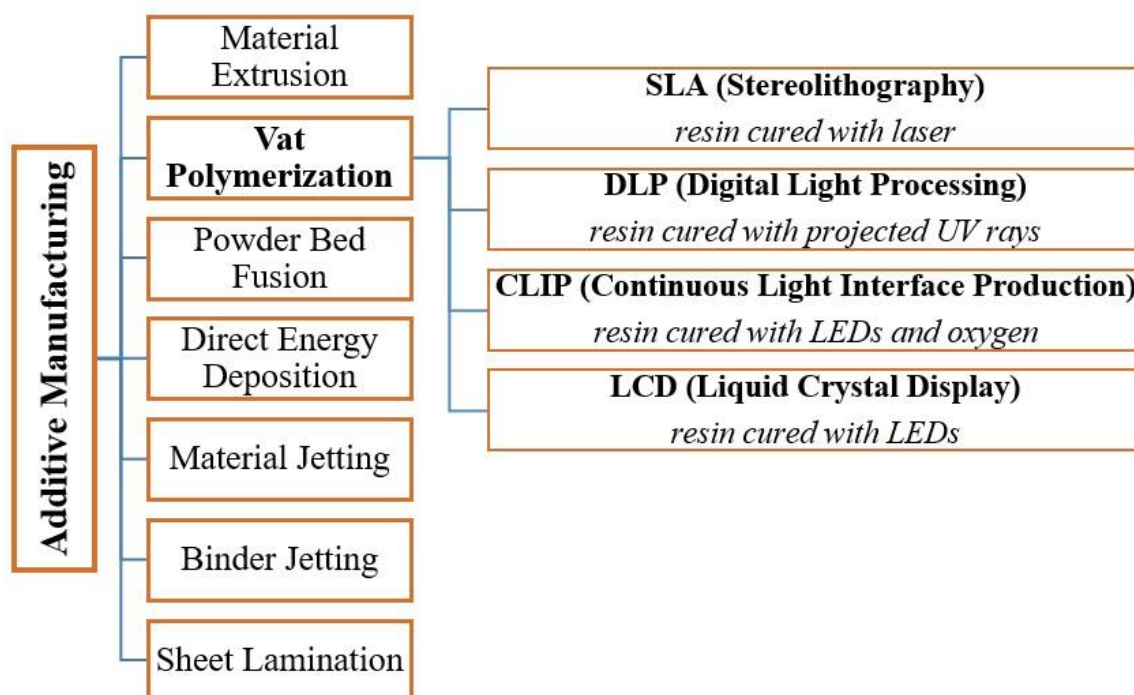 Additive Manufacturing
Material
Extrusion
Vat
Polymerization
Powder Bed
Fusion
Direct Energy
Deposition
Material Jetting
Binder Jetting
Sheet Lamination
SLA (Stereolithography)
resin cured with laser
DLP (Digital Light Processing)
resin cured with projected UV rays
CLIP (Continuous Light Interface Production)
resin cured with LEDs and oxygen
LCD (Liquid Crystal Display)
resin cured with LEDs